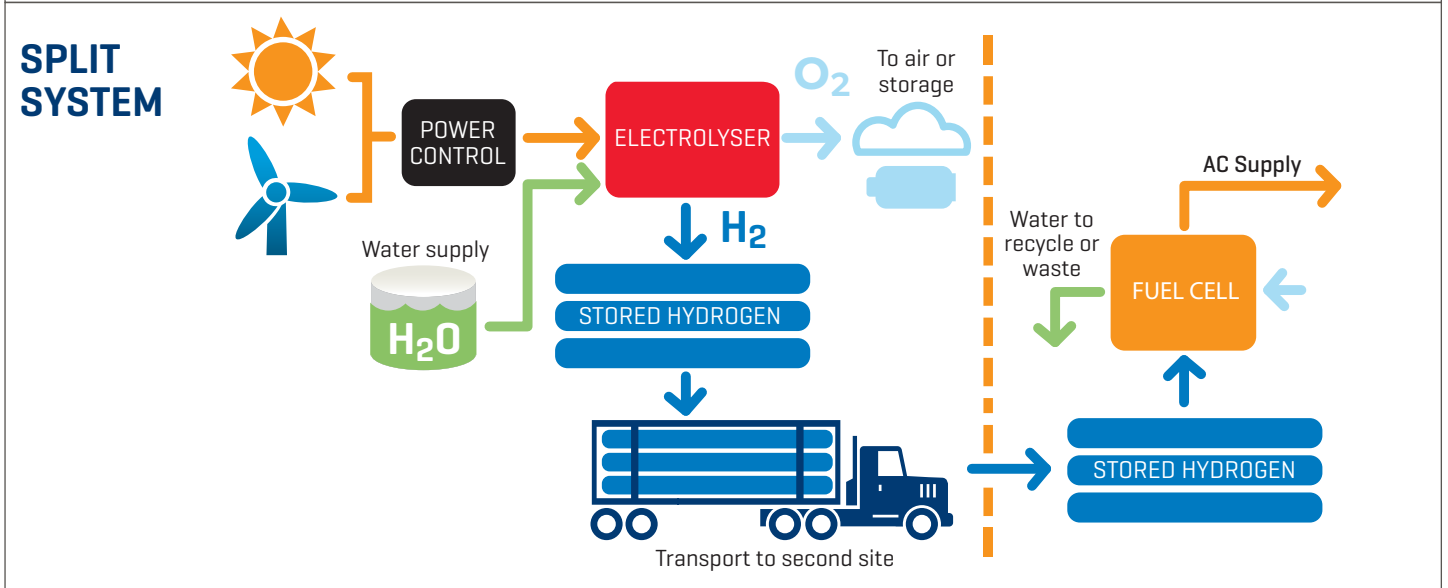 SPLIT
SYSTEM
POWER
CONTROL
ELECTROLYSER
O₂
To air or
storage
Water supply
H₂O
H₂
STORED HYDROGEN
Transport to second site
AC Supply
Water to
recycle or
waste
FUEL CELL
STORED HYDROGEN